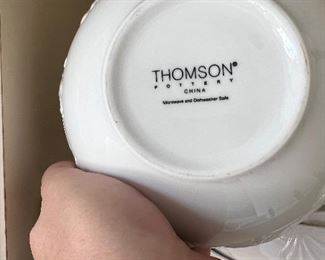 THOMSON®
POTTERY
CHINA
Microwave and Dishwasher Safe